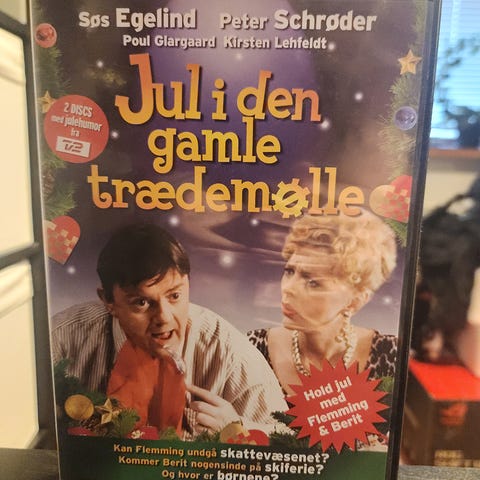 Søs Egelind Peter Schrøder
Poul Glargaard Kirsten Lehfeldt
Jul i den
gamle
trædemølle
2 DISCS
med julehumor
fra
TV2
Hold jul
med
Flemming
& Berit
Kan Flemming undgå skattevæsenet?
Kommer Berit nogensinde på skiferie?
Og hvor er børnene?